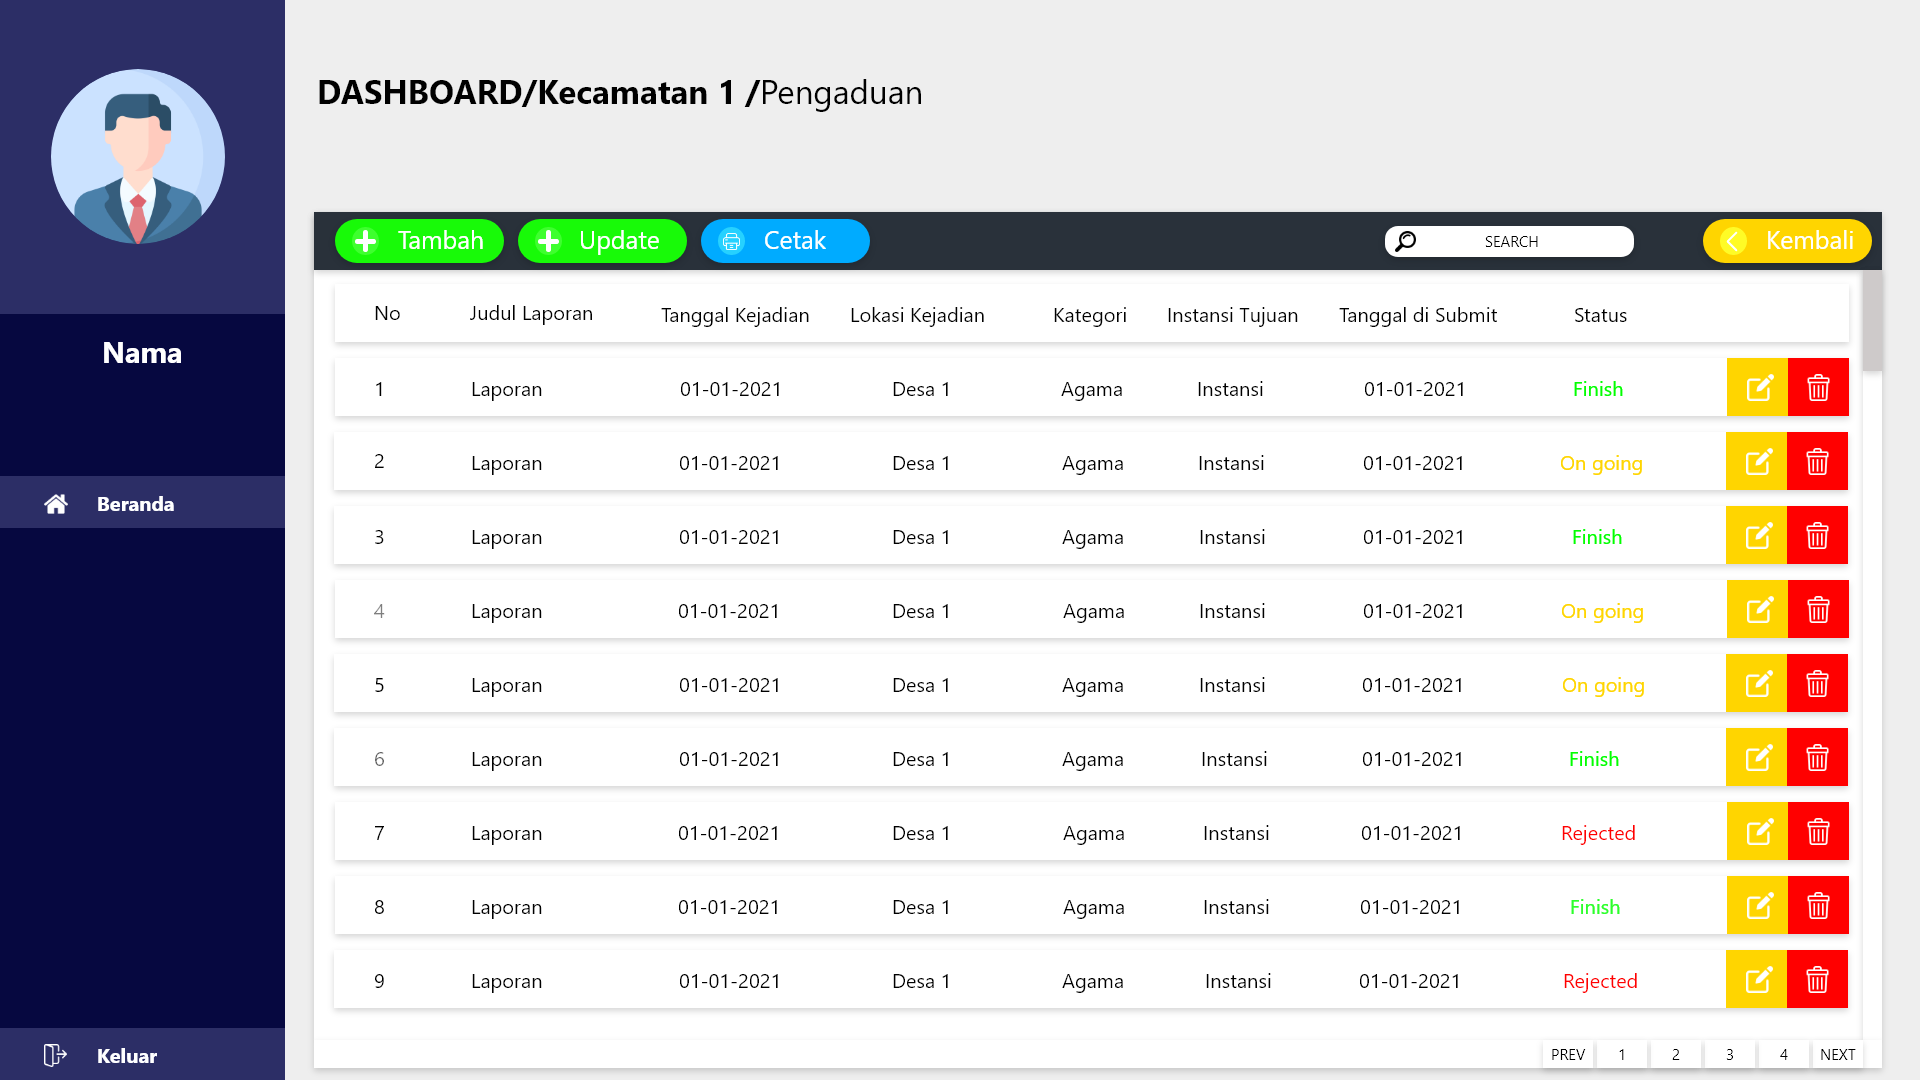 DASHBOARD/Kecamatan 1 /Pengaduan
Nama
Beranda
Keluar
Tambah Update Cetak SEARCH Kembali
No Judul Laporan Tanggal Kejadian Lokasi Kejadian Kategori Instansi Tujuan Tanggal di Submit Status
1 Laporan 01-01-2021 Desa 1 Agama Instansi 01-01-2021 Finish
2 Laporan 01-01-2021 Desa 1 Agama Instansi 01-01-2021 On going
3 Laporan 01-01-2021 Desa 1 Agama Instansi 01-01-2021 Finish
4 Laporan 01-01-2021 Desa 1 Agama Instansi 01-01-2021 On going
5 Laporan 01-01-2021 Desa 1 Agama Instansi 01-01-2021 On going
6 Laporan 01-01-2021 Desa 1 Agama Instansi 01-01-2021 Finish
7 Laporan 01-01-2021 Desa 1 Agama Instansi 01-01-2021 Rejected
8 Laporan 01-01-2021 Desa 1 Agama Instansi 01-01-2021 Finish
9 Laporan 01-01-2021 Desa 1 Agama Instansi 01-01-2021 Rejected
PREV 1 2 3 4 NEXT